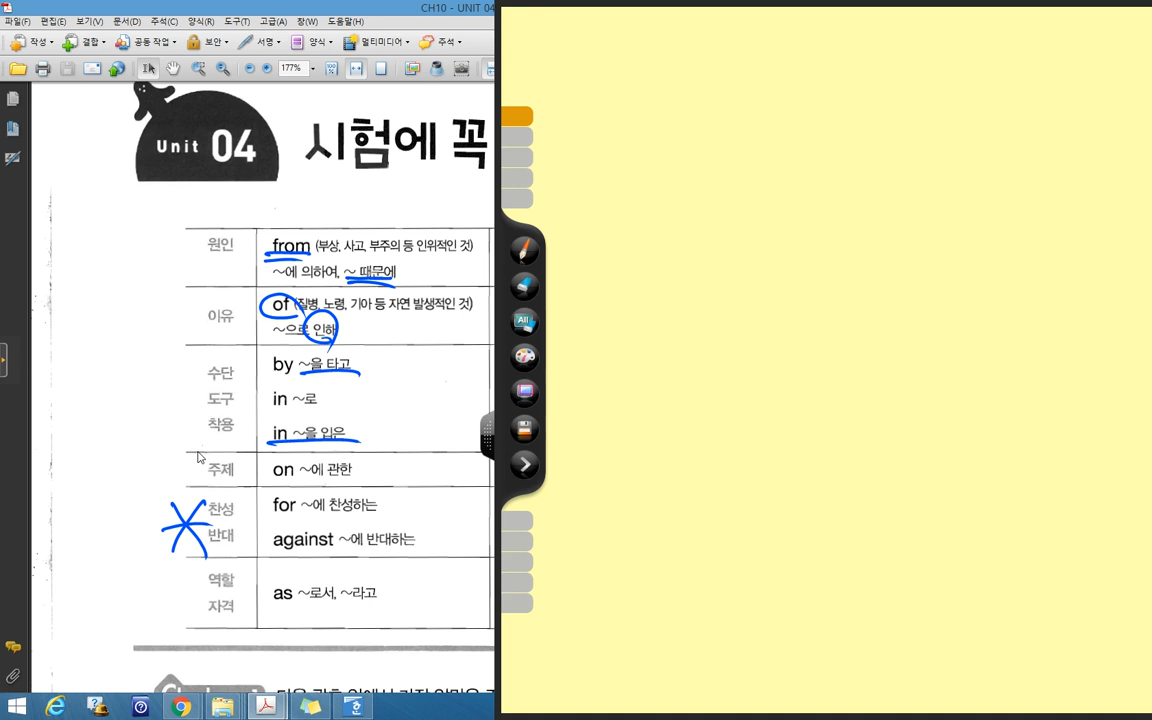 CH10 - UNIT 04
파일(F) 편집(E) 보기(V) 문서(D) 주석(C) 양식(R) 도구(T) 고급(A) 창(W) 도움말(H)
작성 결합 공동 작업 보안 서명 양식 멀티미디어 주석
177%
Unit 04 시험에 꼭
원인 from (부상, 사고, 부주의 등 인위적인 것)
~에 의하여, ~ 때문에
이유 of (질병, 노령, 기아 등 자연 발생적인 것)
~으로 인해
수단 by ~을 타고
도구 in ~로
착용 in ~을 입은
주제 on ~에 관한
찬성 for ~에 찬성하는
반대 against ~에 반대하는
역할 자격 as ~로서, ~라고
All